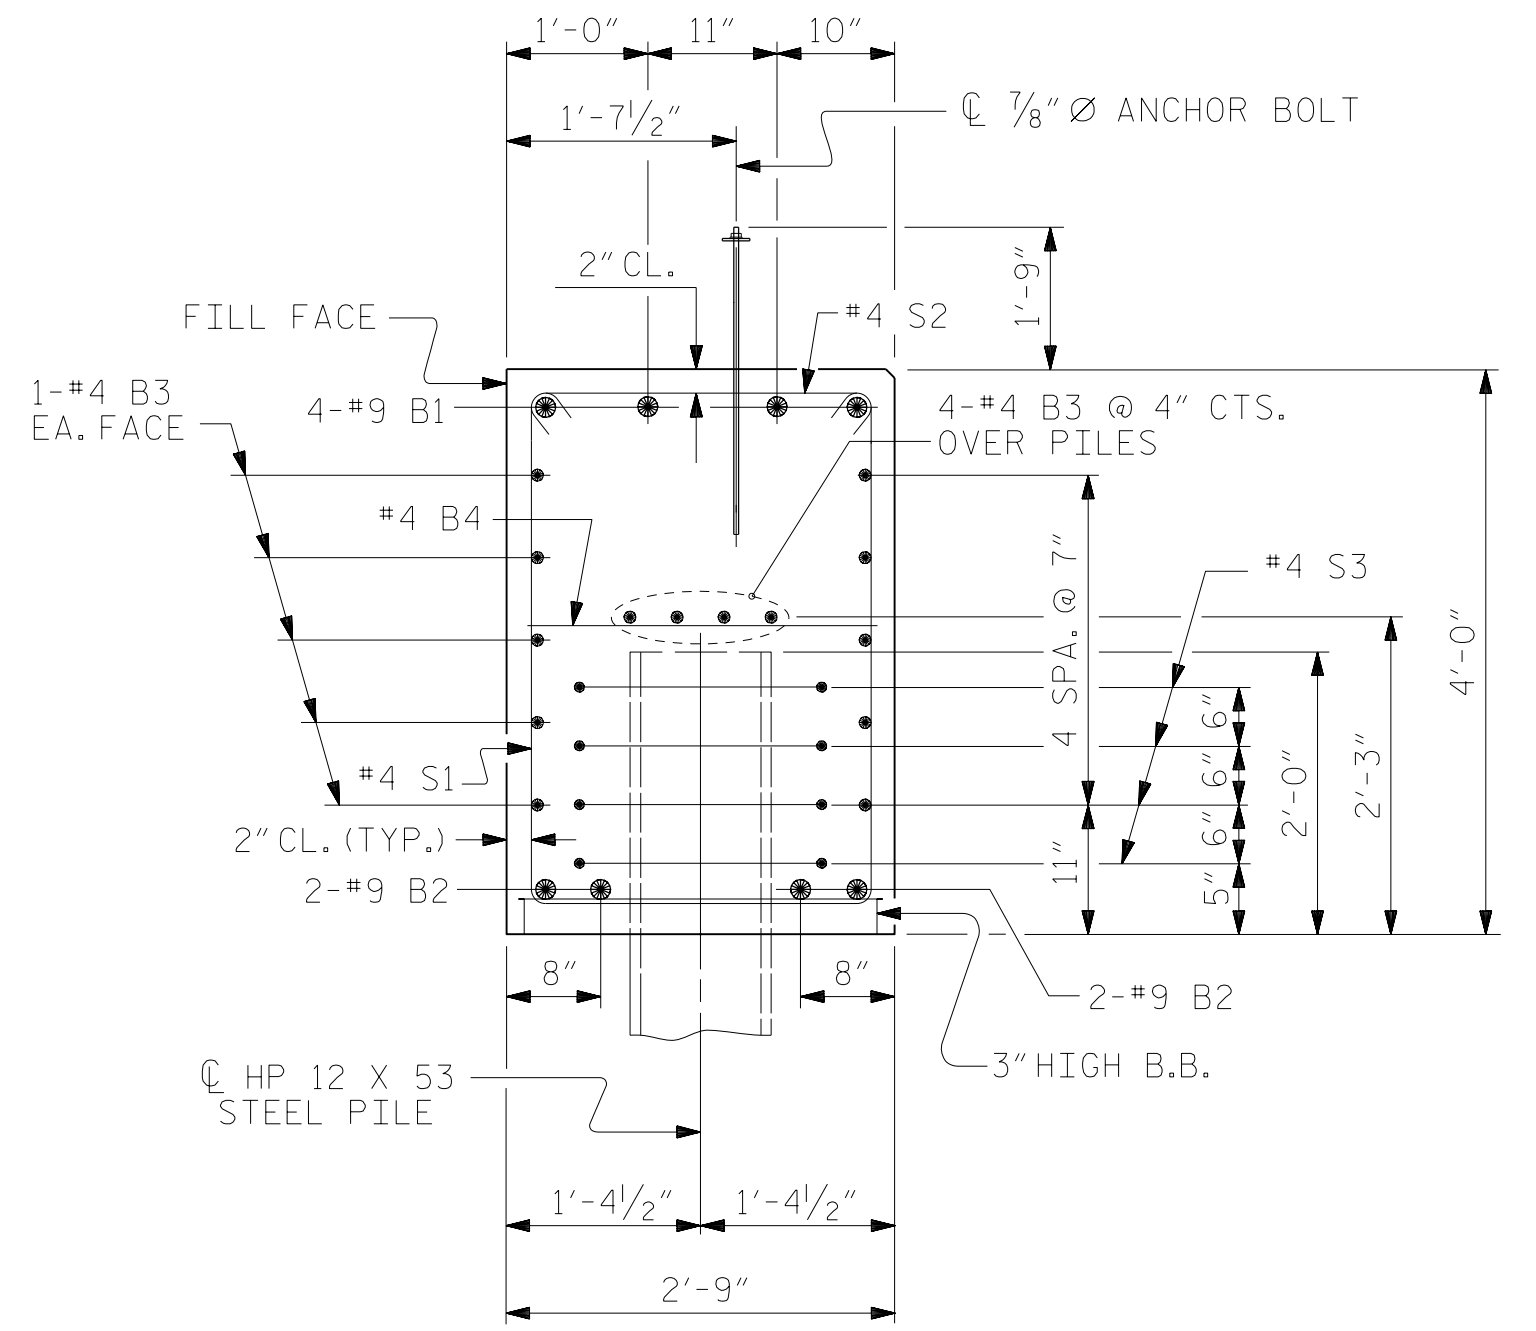 1'-0" 11" 10"
1'-7½"
℄ ⅞" Ø ANCHOR BOLT
2" CL.
1'-9"
FILL FACE
#4 S2
1-#4 B3
EA. FACE
4-#9 B1
4-#4 B3 @ 4" CTS.
OVER PILES
#4 B4
4 SPA. @ 7"
#4 S3
4'-0"
6"
6"
6"
5"
2'-0"
2'-3"
11"
#4 S1
2" CL. (TYP.)
2-#9 B2
8" 8"
2-#9 B2
3" HIGH B.B.
℄ HP 12 X 53
STEEL PILE
1'-4½" 1'-4½"
2'-9"